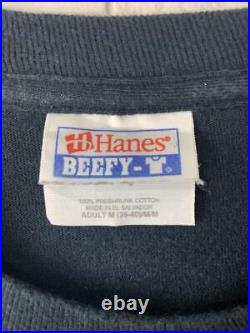 Hanes
BEEFY-T
100% PRESHRUNK COTTON
MADE IN EL SALVADOR
ADULT M (38-40)/M/M